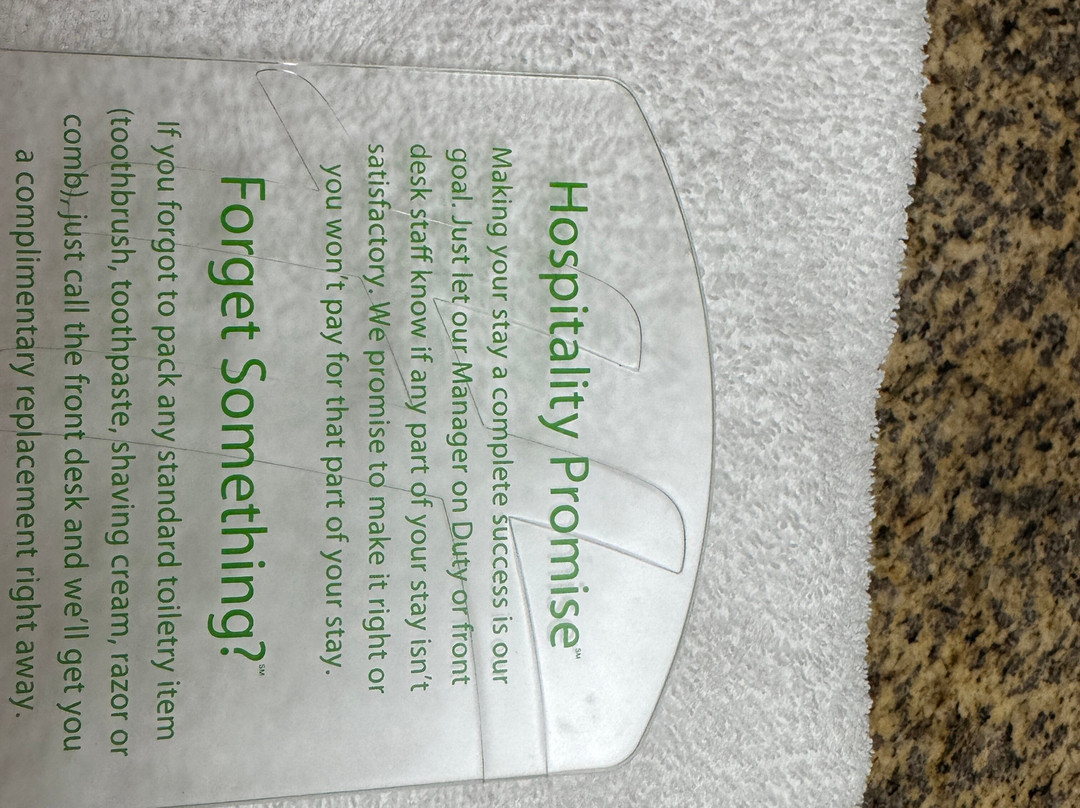 Hospitality Promise℠
Making your stay a complete success is our
goal. Just let our Manager on Duty or front
desk staff know if any part of your stay isn't
satisfactory. We promise to make it right or
you won't pay for that part of your stay.
Forget Something?℠
If you forgot to pack any standard toiletry item
(toothbrush, toothpaste, shaving cream, razor or
comb), just call the front desk and we'll get you
a complimentary replacement right away.